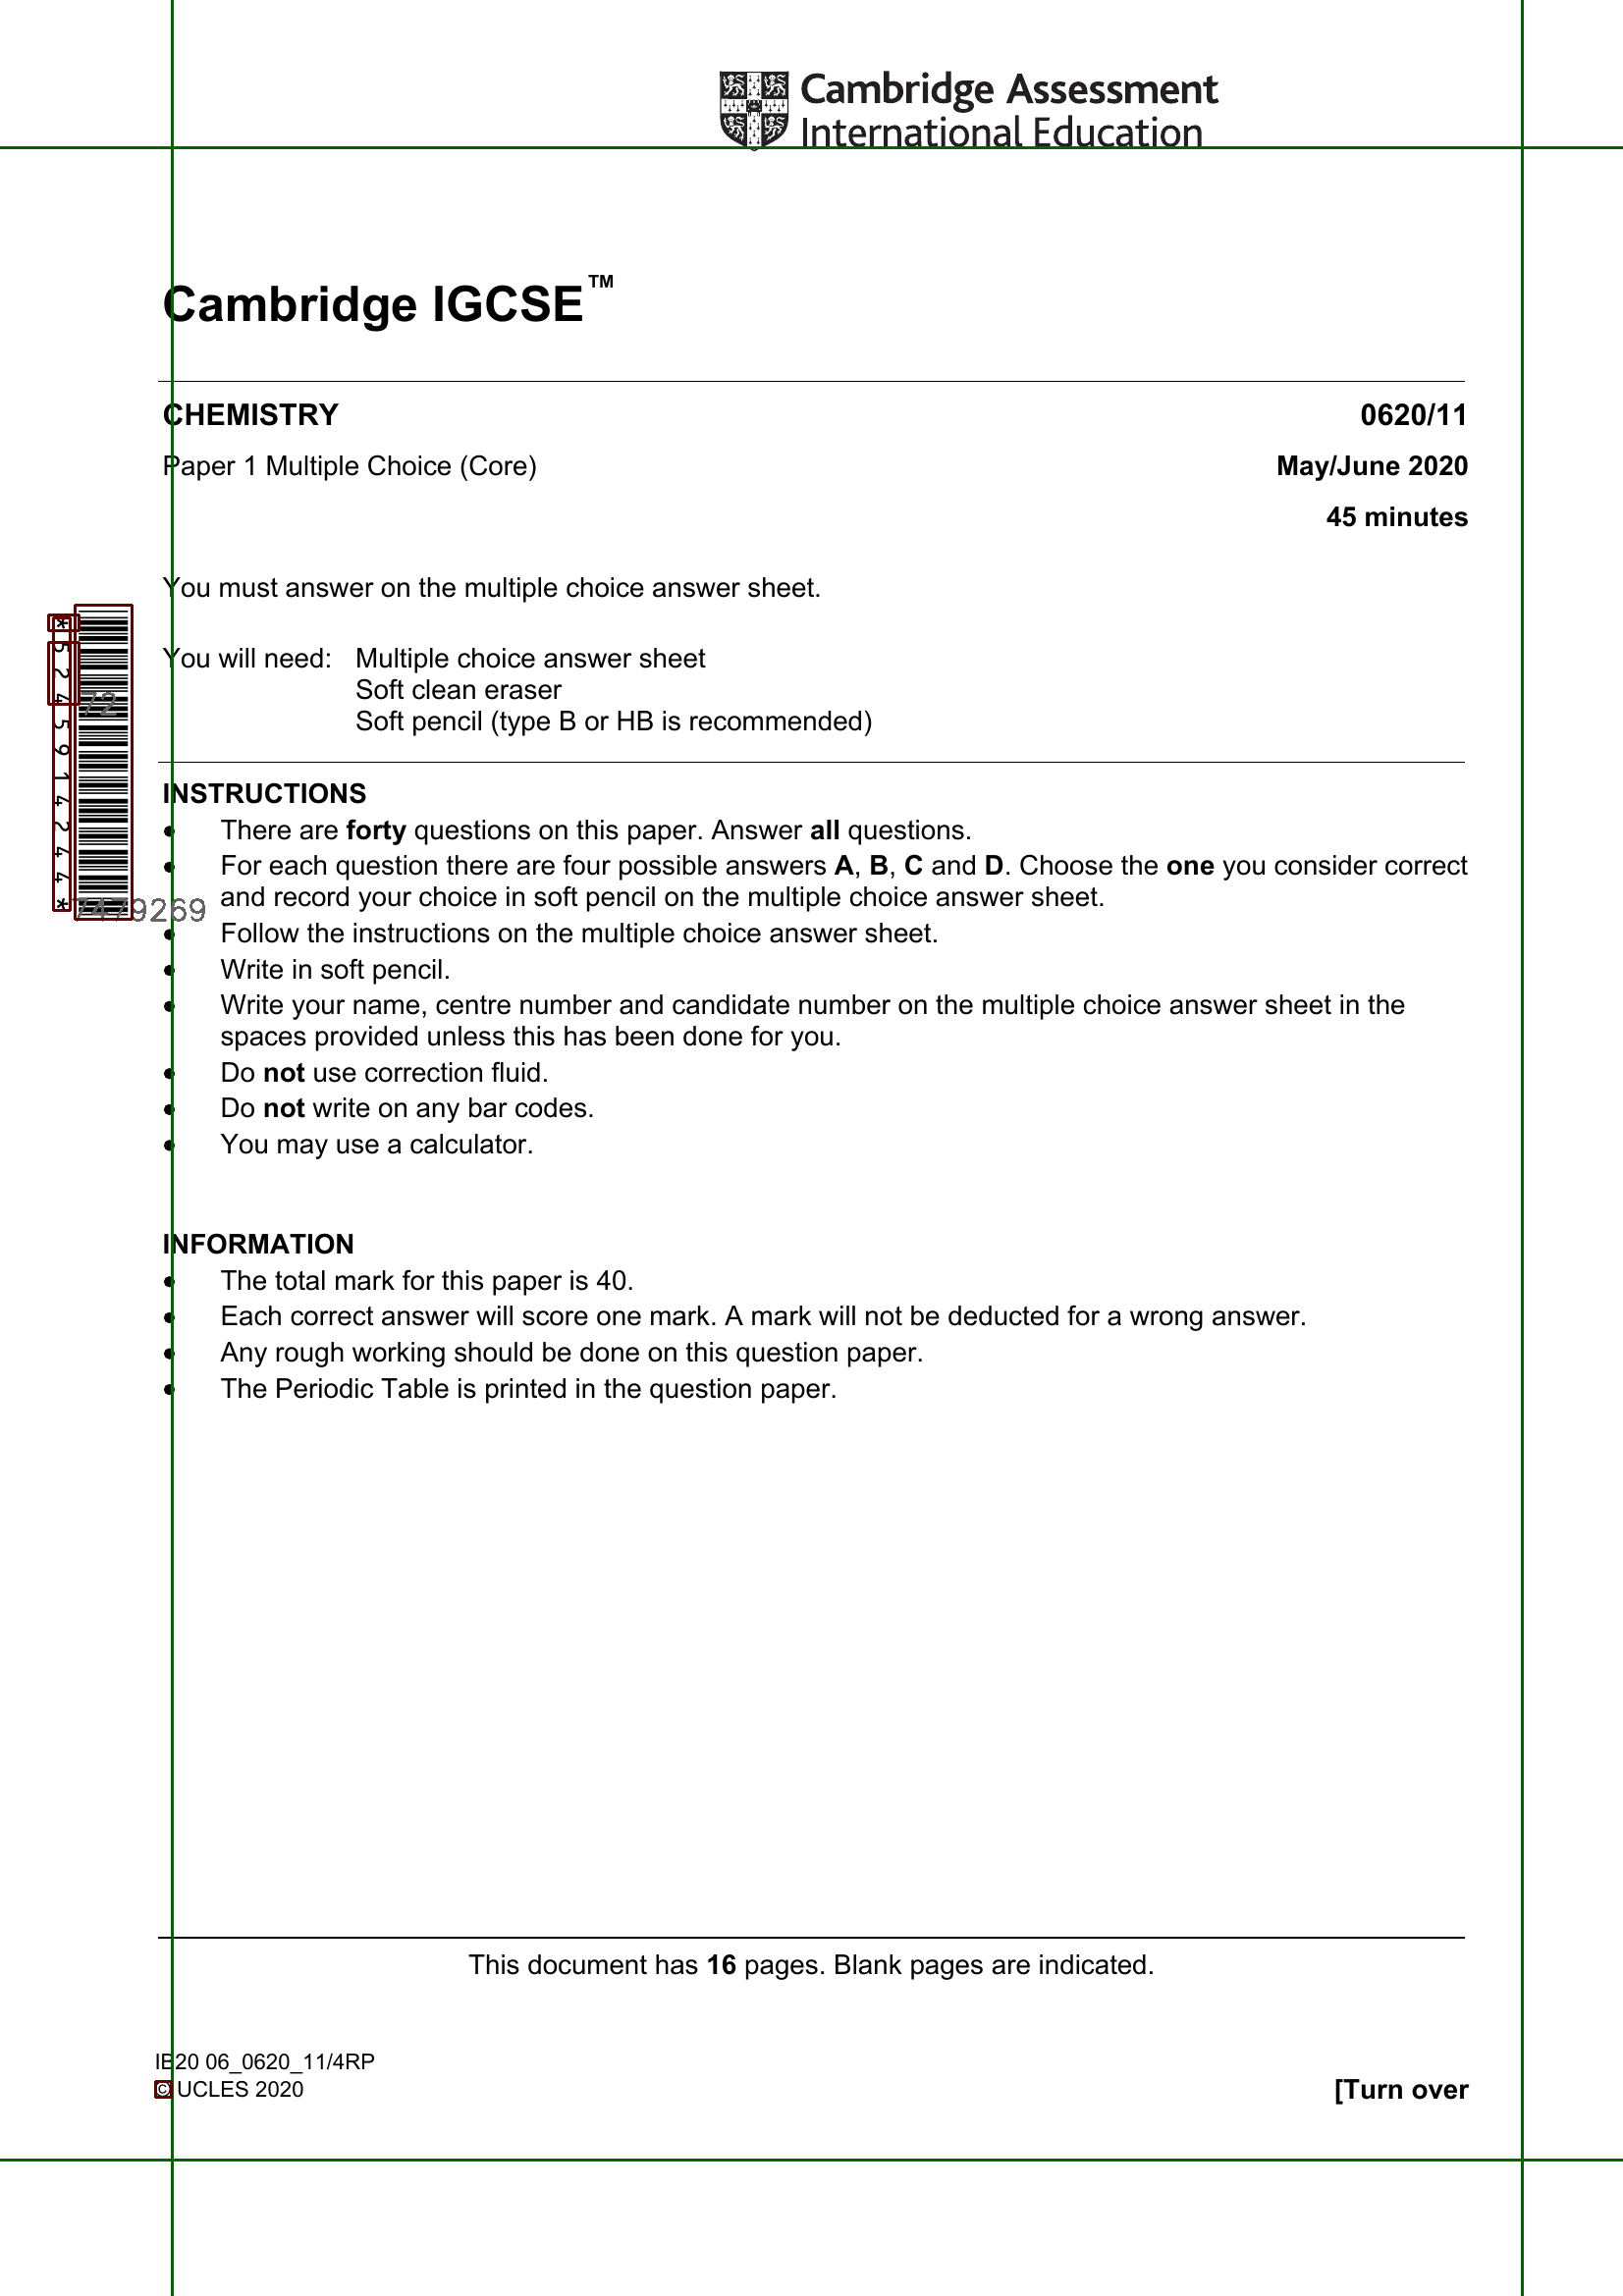 Cambridge Assessment
International Education
Cambridge IGCSE™
CHEMISTRY 0620/11
Paper 1 Multiple Choice (Core) May/June 2020
45 minutes
You must answer on the multiple choice answer sheet.
You will need: Multiple choice answer sheet
Soft clean eraser
Soft pencil (type B or HB is recommended)
*5245914244*
72
7479269
INSTRUCTIONS
• There are forty questions on this paper. Answer all questions.
• For each question there are four possible answers A, B, C and D. Choose the one you consider correct
and record your choice in soft pencil on the multiple choice answer sheet.
• Follow the instructions on the multiple choice answer sheet.
• Write in soft pencil.
• Write your name, centre number and candidate number on the multiple choice answer sheet in the
spaces provided unless this has been done for you.
• Do not use correction fluid.
• Do not write on any bar codes.
• You may use a calculator.
INFORMATION
• The total mark for this paper is 40.
• Each correct answer will score one mark. A mark will not be deducted for a wrong answer.
• Any rough working should be done on this question paper.
• The Periodic Table is printed in the question paper.
This document has 16 pages. Blank pages are indicated.
IB20 06_0620_11/4RP
© UCLES 2020 [Turn over